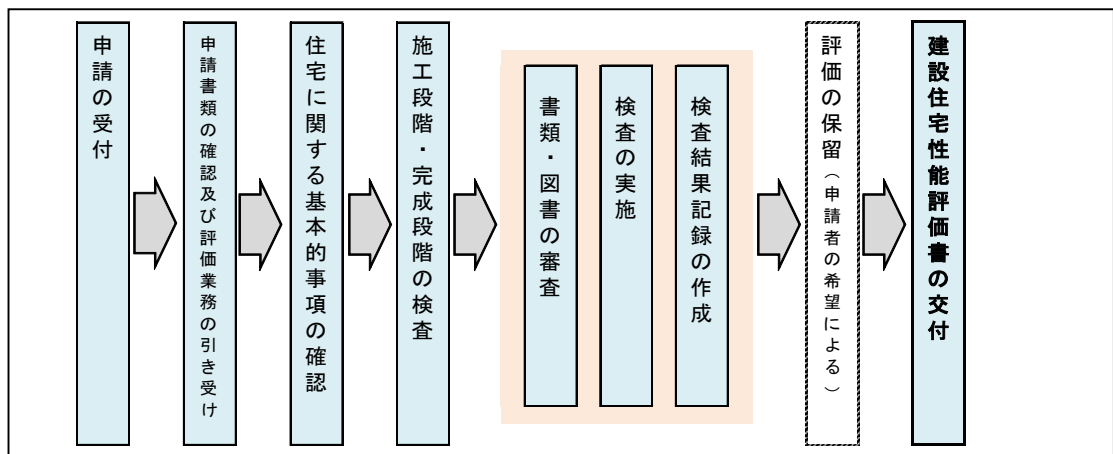 申請の受付
申請書類の確認及び評価業務の引き受け
住宅に関する基本的事項の確認
施工段階・完成段階の検査
書類・図書の審査
検査の実施
検査結果記録の作成
評価の保留（申請者の希望による）
建設住宅性能評価書の交付